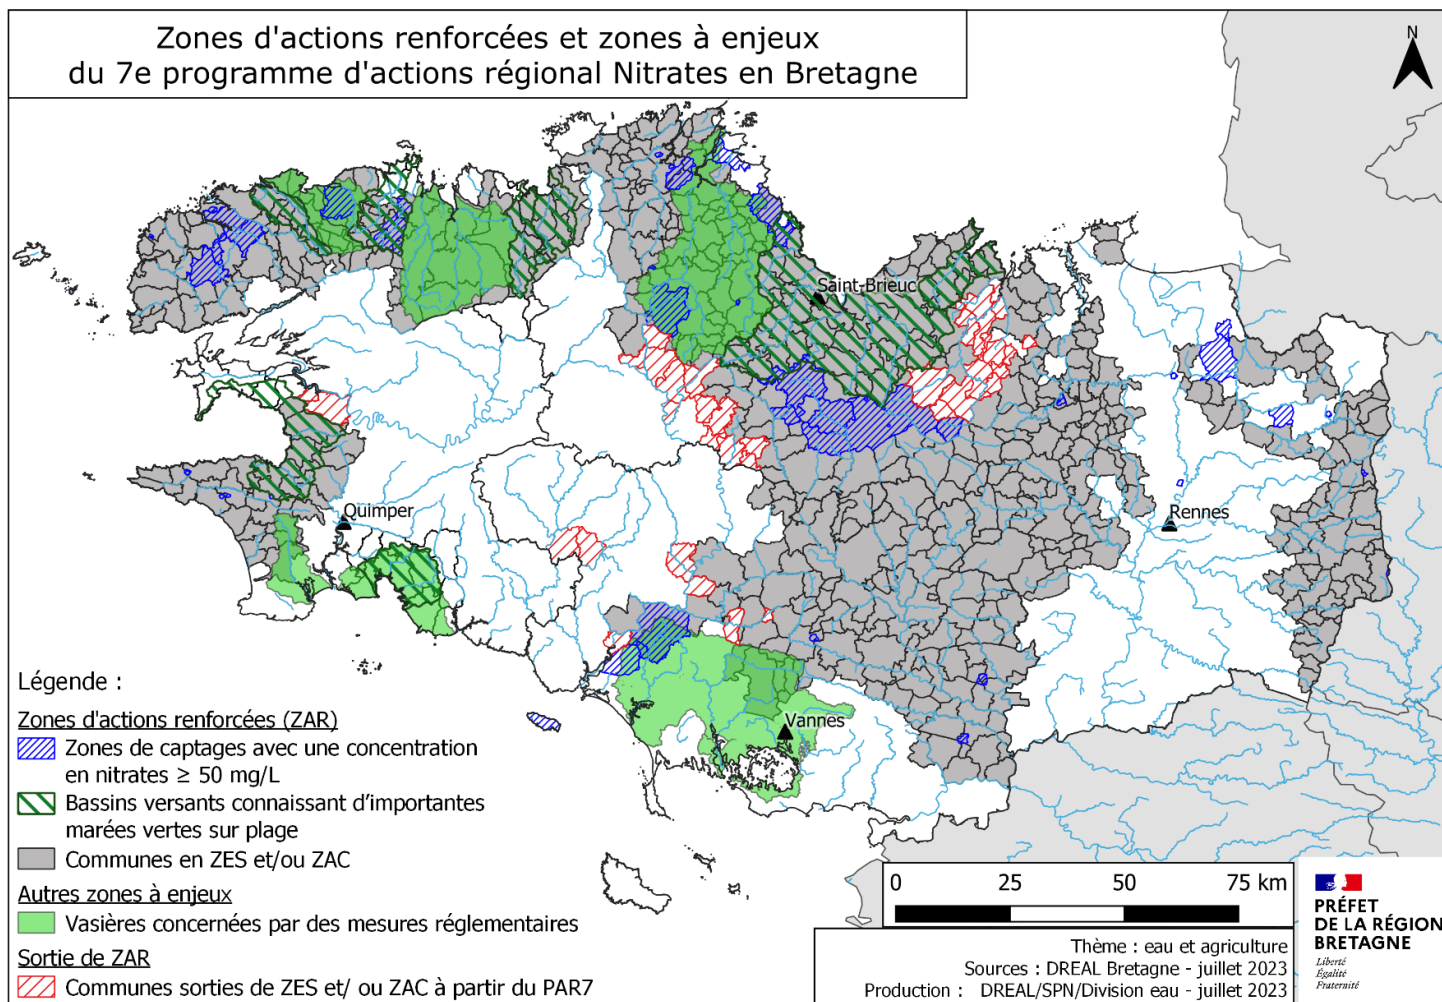 Zones d'actions renforcées et zones à enjeux
du 7e programme d'actions régional Nitrates en Bretagne
N
Saint-Brieuc
Quimper
Rennes
Vannes
Légende :
Zones d'actions renforcées (ZAR)
Zones de captages avec une concentration
en nitrates ≥ 50 mg/L
Bassins versants connaissant d'importantes
marées vertes sur plage
Communes en ZES et/ou ZAC
Autres zones à enjeux
Vasières concernées par des mesures réglementaires
Sortie de ZAR
Communes sorties de ZES et/ ou ZAC à partir du PAR7
0 25 50 75 km
Thème : eau et agriculture
Sources : DREAL Bretagne - juillet 2023
Production : DREAL/SPN/Division eau - juillet 2023
PRÉFET
DE LA RÉGION
BRETAGNE
Liberté
Égalité
Fraternité